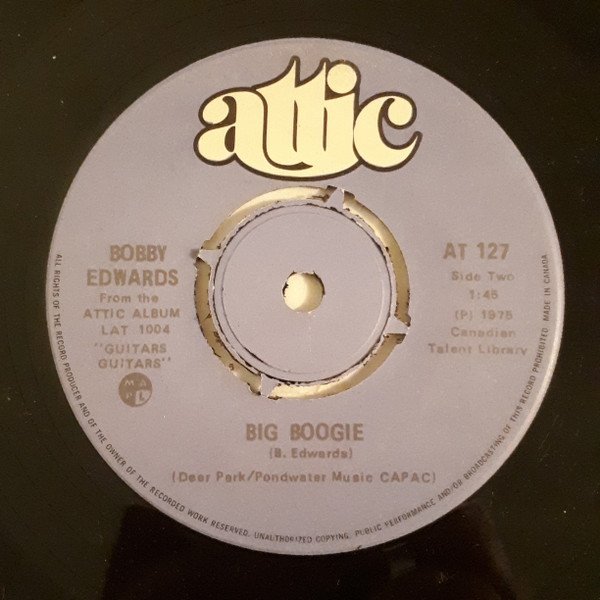 attic
BOBBY
EDWARDS
From the
ATTIC ALBUM
LAT 1004
"GUITARS
GUITARS"
M A
P L
AT 127
Side Two
1:45
(P) 1975
Canadian
Talent Library
BIG BOOGIE
(B. Edwards)
(Deer Park/Pondwater Music CAPAC)
ALL RIGHTS OF THE RECORD PRODUCER AND OF THE OWNER OF THE RECORDED WORK RESERVED. UNAUTHORIZED COPYING, PUBLIC PERFORMANCE AND/OR BROADCASTING OF THIS RECORD PROHIBITED. MADE IN CANADA.